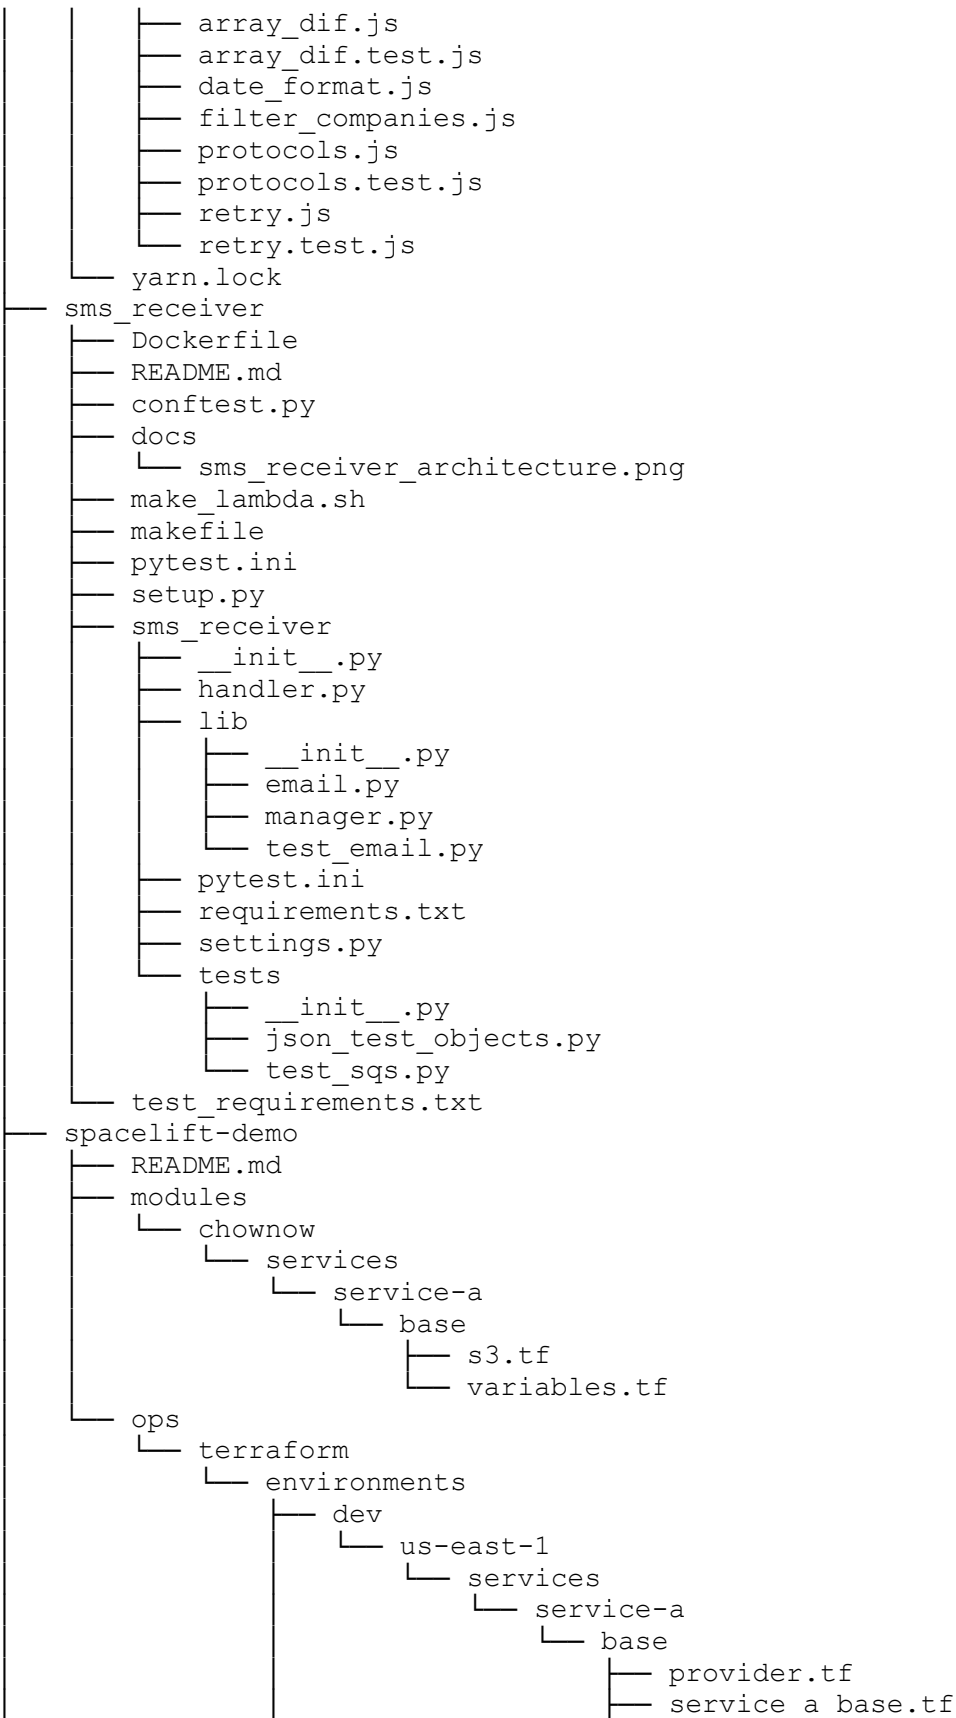 │   │   ├── array_dif.js
│   │   ├── array_dif.test.js
│   │   ├── date_format.js
│   │   ├── filter_companies.js
│   │   ├── protocols.js
│   │   ├── protocols.test.js
│   │   ├── retry.js
│   │   └── retry.test.js
│   └── yarn.lock
├── sms_receiver
│   ├── Dockerfile
│   ├── README.md
│   ├── conftest.py
│   ├── docs
│   │   └── sms_receiver_architecture.png
│   ├── make_lambda.sh
│   ├── makefile
│   ├── pytest.ini
│   ├── setup.py
│   ├── sms_receiver
│   │   ├── __init__.py
│   │   ├── handler.py
│   │   ├── lib
│   │   │   ├── __init__.py
│   │   │   ├── email.py
│   │   │   ├── manager.py
│   │   │   └── test_email.py
│   │   ├── pytest.ini
│   │   ├── requirements.txt
│   │   ├── settings.py
│   │   └── tests
│   │       ├── __init__.py
│   │       ├── json_test_objects.py
│   │       └── test_sqs.py
│   └── test_requirements.txt
├── spacelift-demo
│   ├── README.md
│   ├── modules
│   │   └── chownow
│   │       └── services
│   │           └── service-a
│   │               └── base
│   │                   ├── s3.tf
│   │                   └── variables.tf
│   └── ops
│       └── terraform
│           └── environments
│               ├── dev
│               │   └── us-east-1
│               │       └── services
│               │           └── service-a
│               │               └── base
│               │                   ├── provider.tf
│               │                   ├── service_a_base.tf